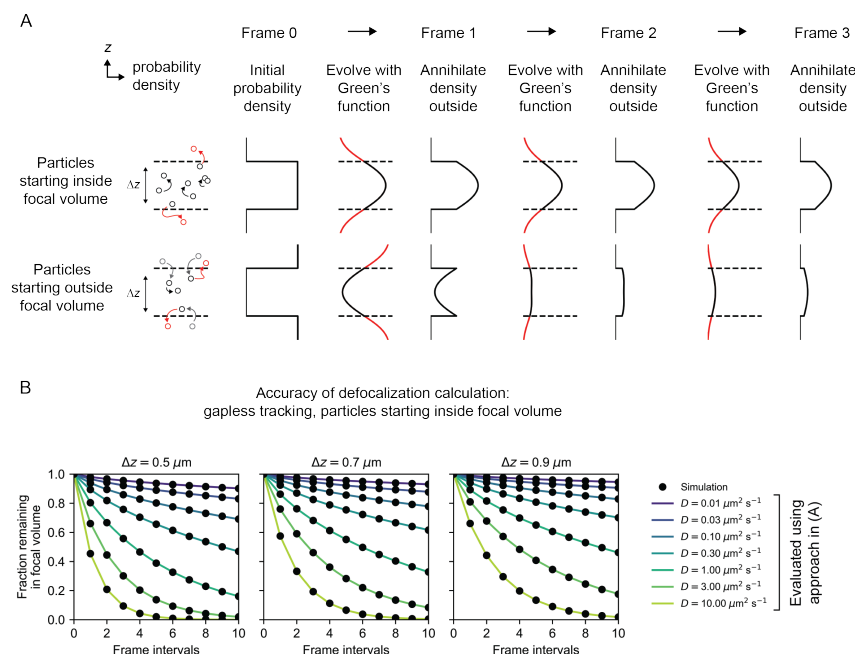 A
Frame 0
Frame 1
Frame 2
Frame 3
z
probability
density
Initial
probability
density
Evolve with
Green's
function
Annihilate
density
outside
Evolve with
Green's
function
Annihilate
density
outside
Evolve with
Green's
function
Annihilate
density
outside
Particles
starting inside
focal volume
Δz
Particles
starting outside
focal volume
Δz
B
Accuracy of defocalization calculation:
gapless tracking, particles starting inside focal volume
Δz = 0.5 μm
Δz = 0.7 μm
Δz = 0.9 μm
Fraction remaining
in focal volume
1.0
0.8
0.6
0.4
0.2
0.0
0 2 4 6 8 10
0 2 4 6 8 10
0 2 4 6 8 10
Frame intervals
Frame intervals
Frame intervals
Simulation
D = 0.01 μm² s⁻¹
D = 0.03 μm² s⁻¹
D = 0.10 μm² s⁻¹
D = 0.30 μm² s⁻¹
D = 1.00 μm² s⁻¹
D = 3.00 μm² s⁻¹
D = 10.00 μm² s⁻¹
Evaluated using
approach in (A)